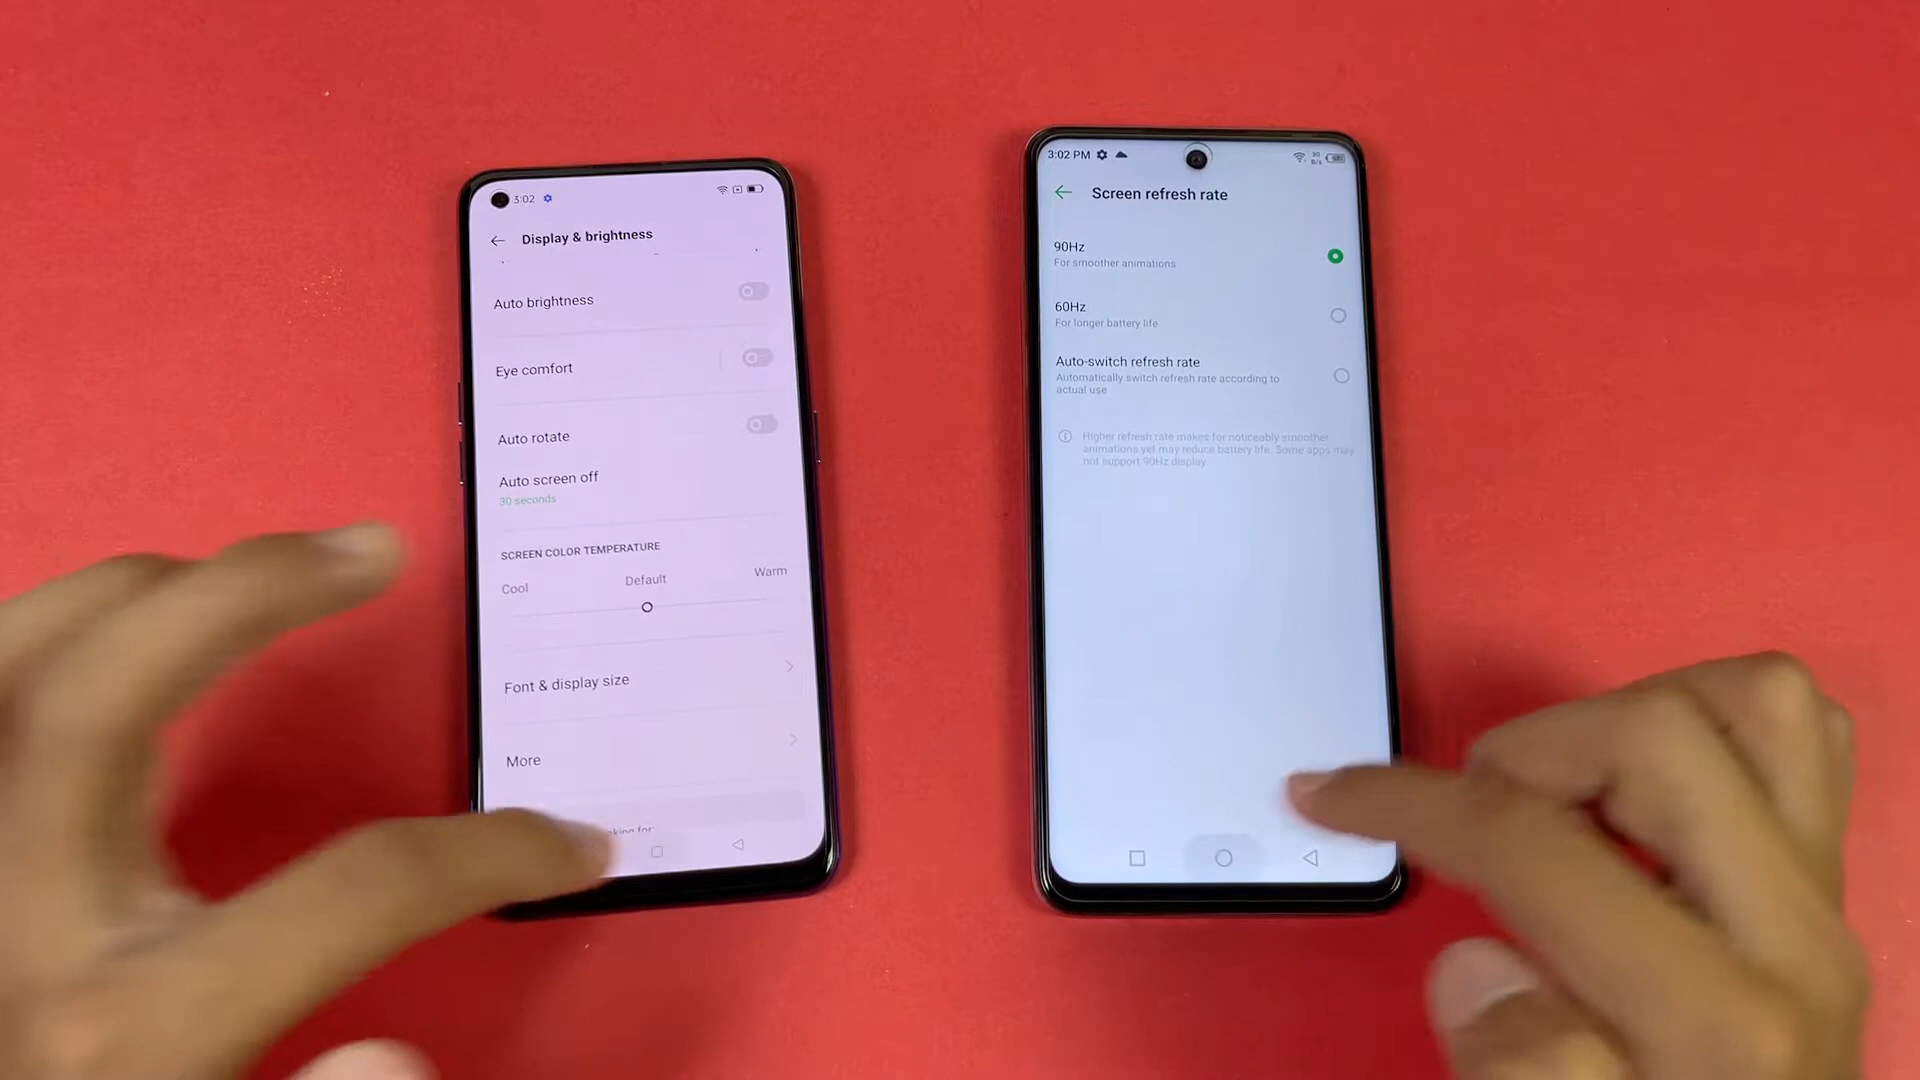 3:02
Display & brightness
Auto brightness
Eye comfort
Auto rotate
Auto screen off
30 seconds
SCREEN COLOR TEMPERATURE
Cool
Default
Warm
Font & display size
More
3:02 PM
Screen refresh rate
90Hz
For smoother animations
60Hz
For longer battery life
Auto-switch refresh rate
Automatically switch refresh rate according to
actual use
Higher refresh rate makes for noticeably smoother
animations yet may reduce battery life. Some apps may
not support 90Hz display.